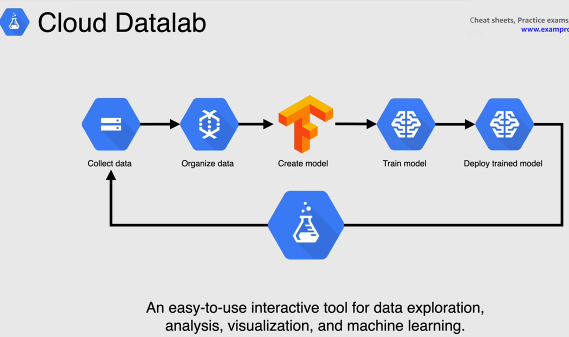 Cloud Datalab
Cheat sheets, Practice exams
www.exampro
Collect data
Organize data
Create model
Train model
Deploy trained model
An easy-to-use interactive tool for data exploration,
analysis, visualization, and machine learning.